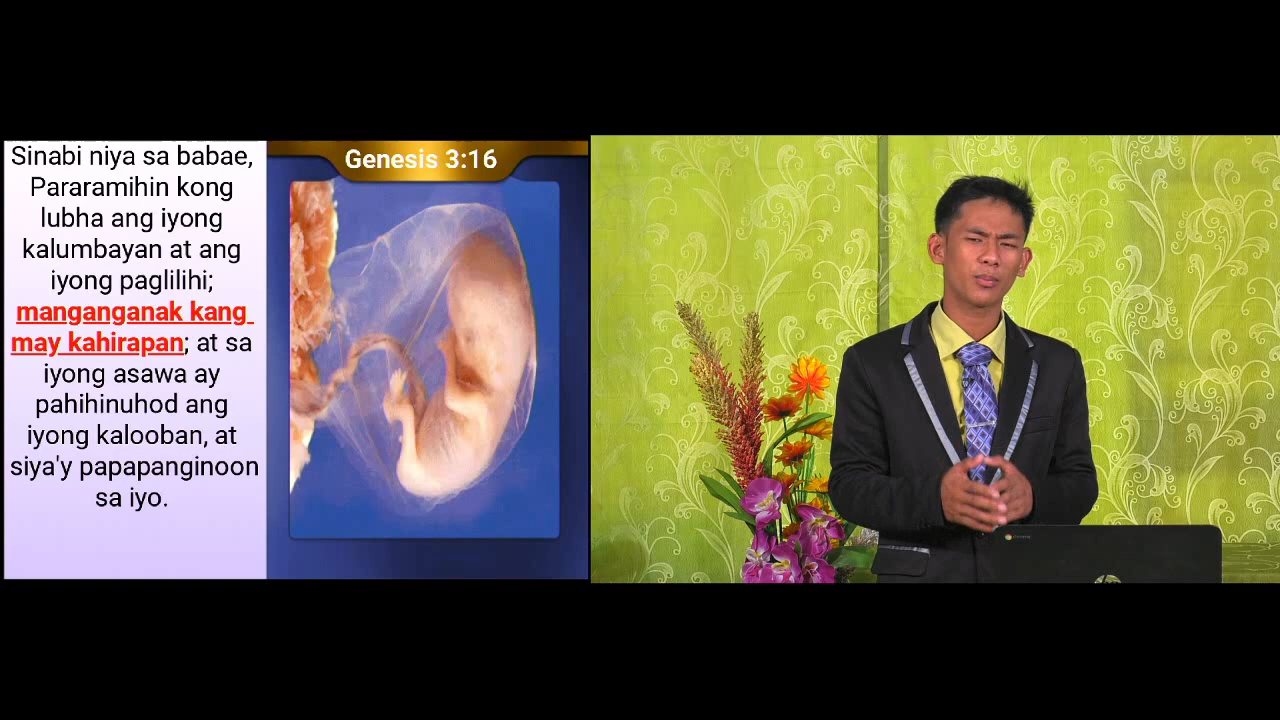 Sinabi niya sa babae,
Pararamihin kong
lubha ang iyong
kalumbayan at ang
iyong paglilihi;
manganganak kang
may kahirapan; at sa
iyong asawa ay
pahihinuhod ang
iyong kalooban, at
siya'y papapanginoon
sa iyo.
Genesis 3:16
hp